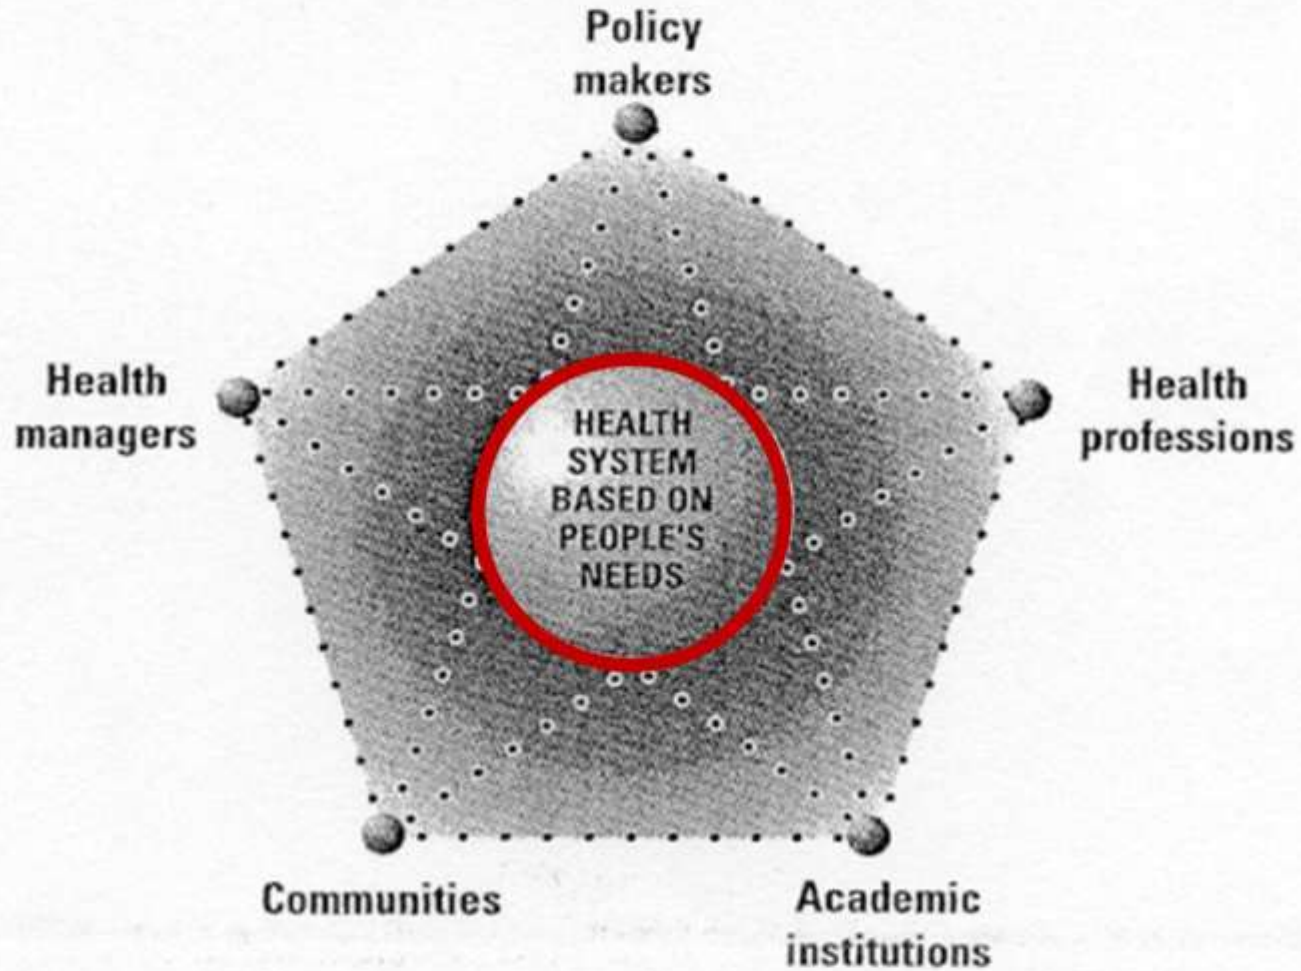 Policy
makers
Health
managers
Health
professions
HEALTH
SYSTEM
BASED ON
PEOPLE'S
NEEDS
Communities
Academic
institutions